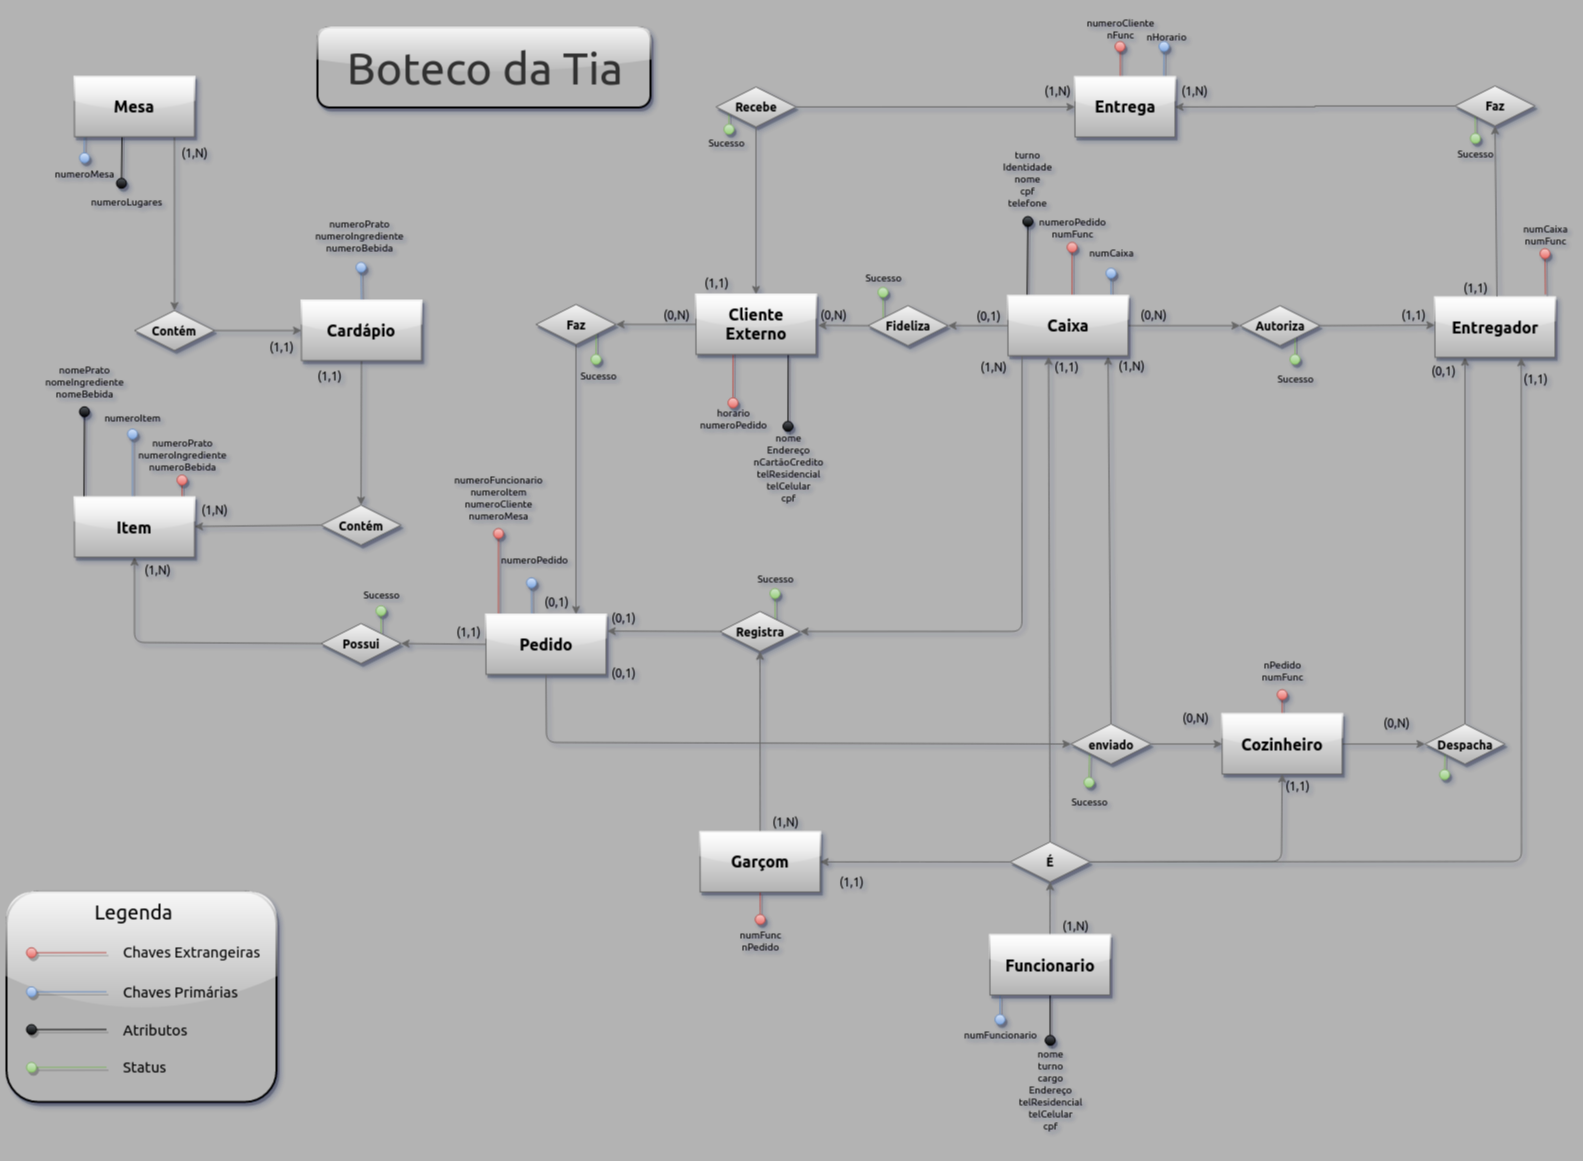 Boteco da Tia
numeroCliente
nFunc
nHorario
Mesa
(1,N)
numeroMesa
numeroLugares
Recebe
Sucesso
(1,N)
Entrega
(1,N)
Faz
Sucesso
turno
Identidade
nome
cpf
telefone
numeroPedido
numFunc
numCaixa
numCaixa
numFunc
numeroPrato
numeroIngrediente
numeroBebida
Contém
(1,1)
Cardápio
(1,1)
Faz
Sucesso
(0,N)
(1,1)
Cliente
Externo
(0,N)
horário
numeroPedido
nome
Endereço
nCartãoCredito
telResidencial
telCelular
cpf
Sucesso
Fideliza
(0,1)
Caixa
(0,N)
(1,N)
(1,1)
(1,N)
Autoriza
Sucesso
(1,1)
(1,1)
Entregador
(0,1)
(1,1)
nomePrato
nomeIngrediente
nomeBebida
numeroItem
numeroPrato
numeroIngrediente
numeroBebida
Item
(1,N)
(1,N)
Contém
numeroFuncionario
numeroItem
numeroCliente
numeroMesa
numeroPedido
(0,1)
Sucesso
Possui
(1,1)
Pedido
(0,1)
(0,1)
Sucesso
Registra
nPedido
numFunc
enviado
Sucesso
(0,N)
Cozinheiro
(1,1)
(0,N)
Despacha
(1,N)
Garçom
(1,1)
numFunc
nPedido
É
(1,N)
Funcionario
numFuncionario
nome
turno
cargo
Endereço
telResidencial
telCelular
cpf
Legenda
Chaves Extrangeiras
Chaves Primárias
Atributos
Status